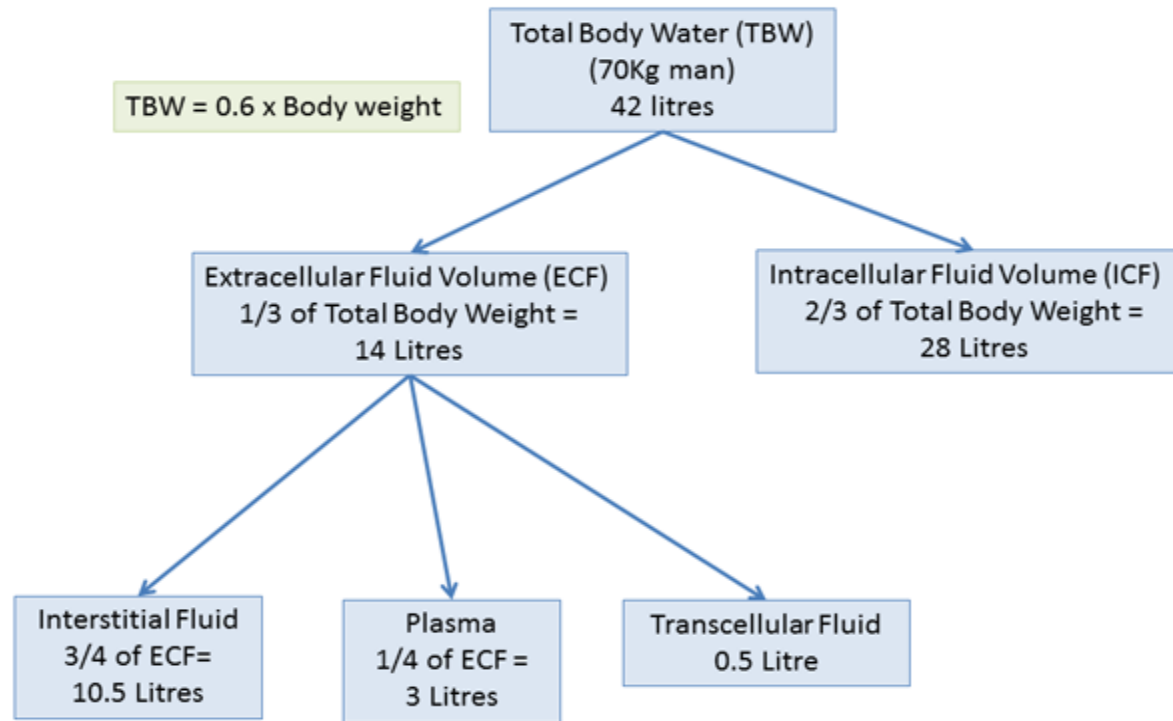 Total Body Water (TBW)
(70Kg man)
42 litres
TBW = 0.6 x Body weight
Extracellular Fluid Volume (ECF)
1/3 of Total Body Weight =
14 Litres
Intracellular Fluid Volume (ICF)
2/3 of Total Body Weight =
28 Litres
Interstitial Fluid
3/4 of ECF=
10.5 Litres
Plasma
1/4 of ECF =
3 Litres
Transcellular Fluid
0.5 Litre